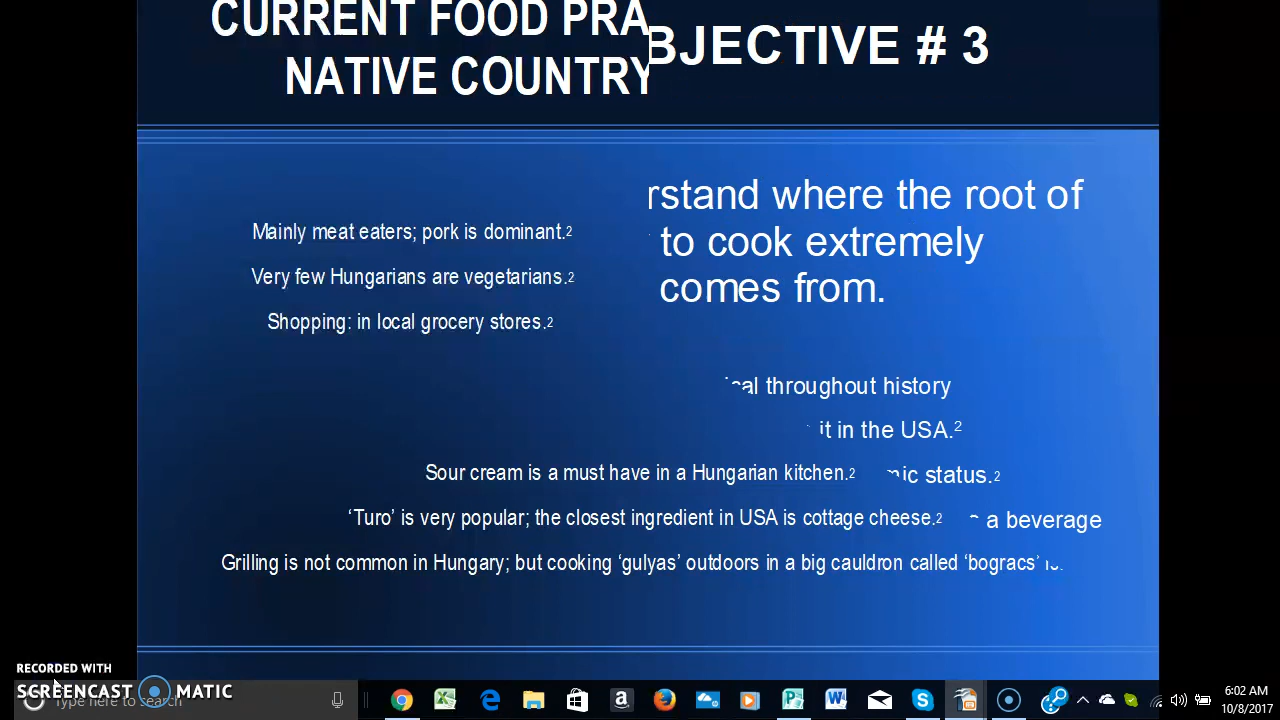 CURRENT FOOD PRA
BJECTIVE # 3
NATIVE COUNTRY
rstand where the root of
to cook extremely
comes from.
Mainly meat eaters; pork is dominant.2
Very few Hungarians are vegetarians.2
Shopping: in local grocery stores.2
throughout history
it in the USA.2
Sour cream is a must have in a Hungarian kitchen.2
status.2
‘Turo’ is very popular; the closest ingredient in USA is cottage cheese.2
a beverage
Grilling is not common in Hungary; but cooking ‘gulyas’ outdoors in a big cauldron called ‘bogracs’
RECORDED WITH
SCREENCAST MATIC
Type here to search
6:02 AM
10/8/2017